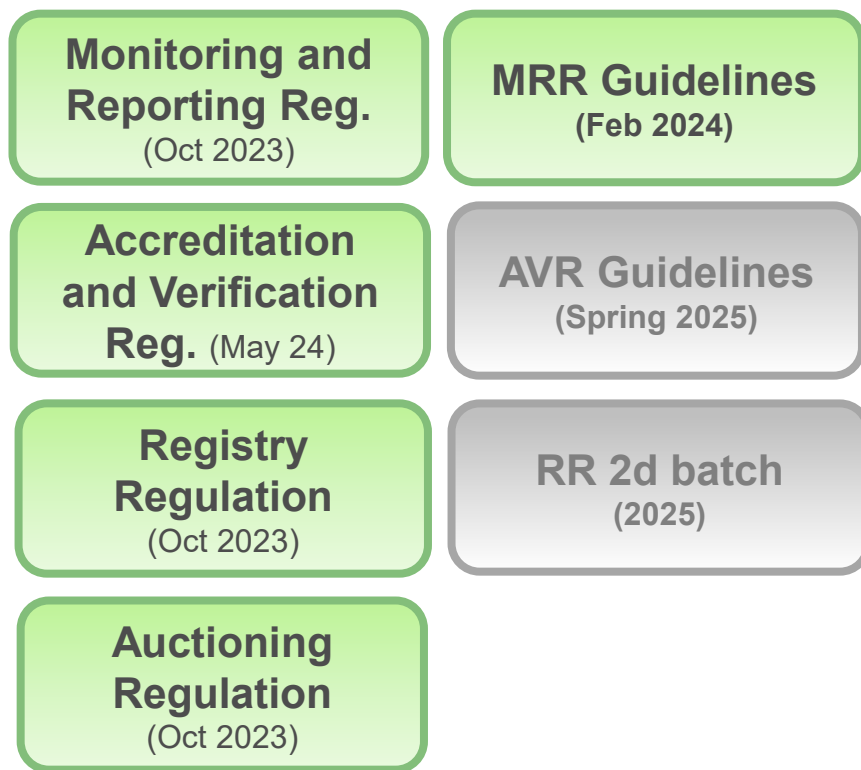 Monitoring and
Reporting Reg.
(Oct 2023)
MRR Guidelines
(Feb 2024)
Accreditation
and Verification
Reg. (May 24)
AVR Guidelines
(Spring 2025)
Registry
Regulation
(Oct 2023)
RR 2d batch
(2025)
Auctioning
Regulation
(Oct 2023)